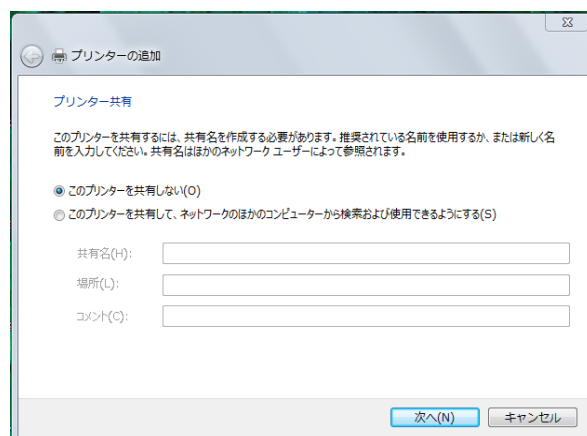 プリンターの追加
プリンター共有
このプリンターを共有するには、共有名を作成する必要があります。推奨されている名前を使用するか、または新しく名
前を入力してください。共有名はほかのネットワーク ユーザーによって参照されます。
このプリンターを共有しない(O)
このプリンターを共有して、ネットワークのほかのコンピューターから検索および使用できるようにする(S)
共有名(H):
場所(L):
コメント(C):
次へ(N) キャンセル